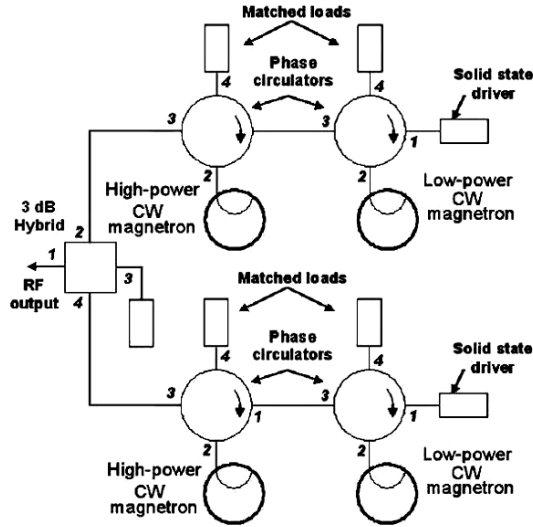 Matched loads
4
4
Phase
circulators
Solid state
driver
3
3
1
2
2
High-power
CW
magnetron
Low-power
CW
magnetron
3 dB
Hybrid
2
1
3
RF
output
4
Matched loads
4
4
Phase
circulators
Solid state
driver
3
1
3
1
2
2
High-power
CW
magnetron
Low-power
CW
magnetron